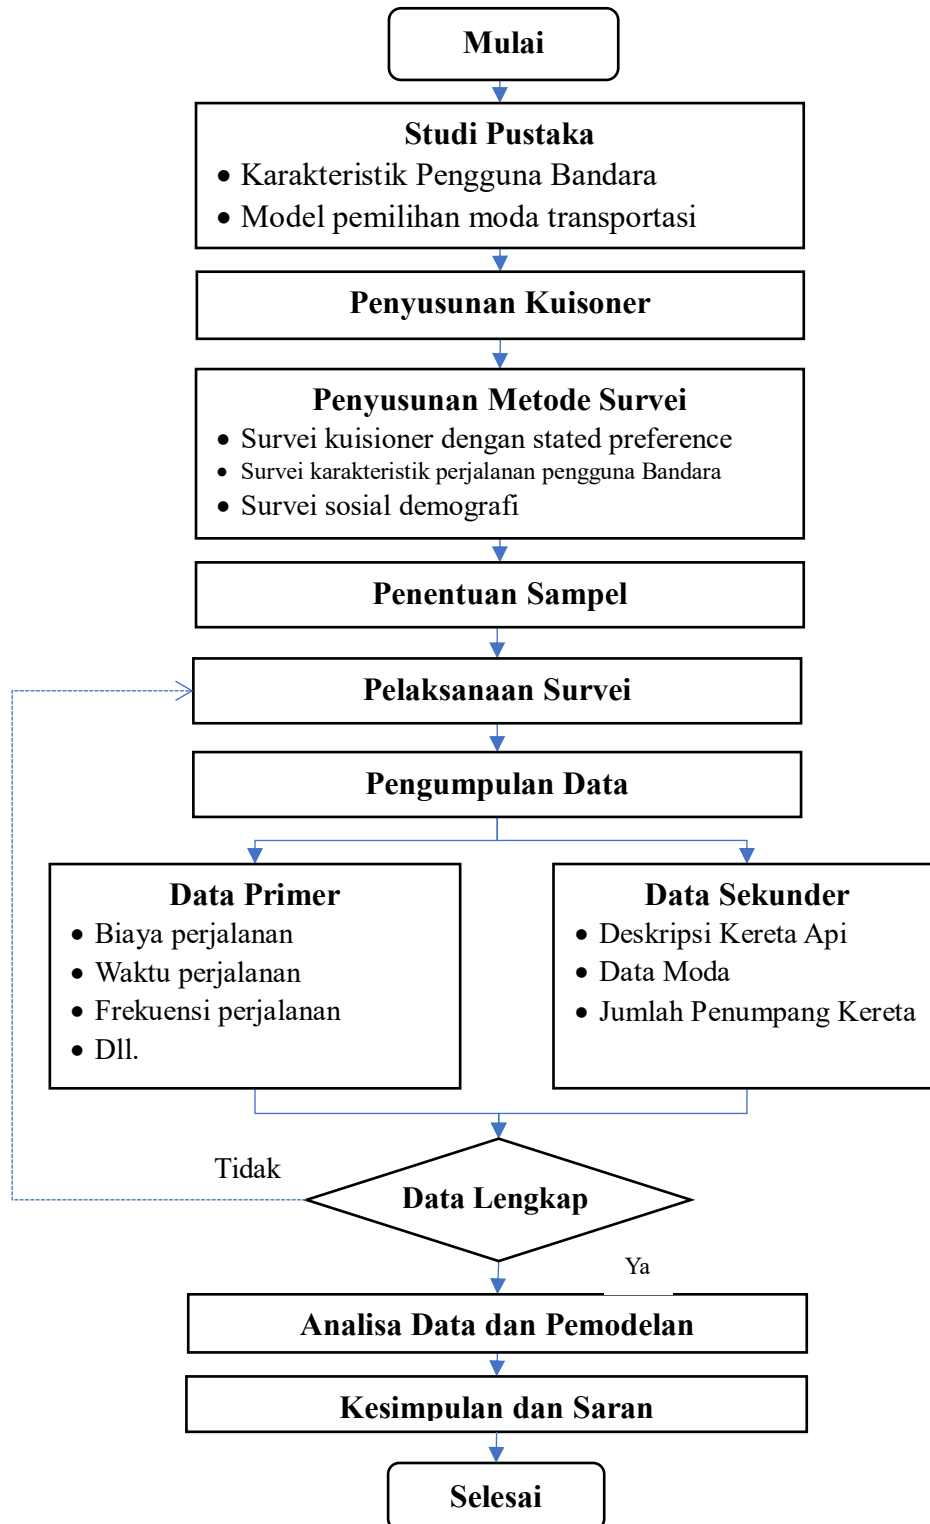 Mulai
Studi Pustaka
• Karakteristik Pengguna Bandara
• Model pemilihan moda transportasi
Penyusunan Kuisoner
Penyusunan Metode Survei
• Survei kuisioner dengan stated preference
• Survei karakteristik perjalanan pengguna Bandara
• Survei sosial demografi
Penentuan Sampel
Pelaksanaan Survei
Pengumpulan Data
Data Primer
• Biaya perjalanan
• Waktu perjalanan
• Frekuensi perjalanan
• Dll.
Data Sekunder
• Deskripsi Kereta Api
• Data Moda
• Jumlah Penumpang Kereta
Tidak
Data Lengkap
Ya
Analisa Data dan Pemodelan
Kesimpulan dan Saran
Selesai